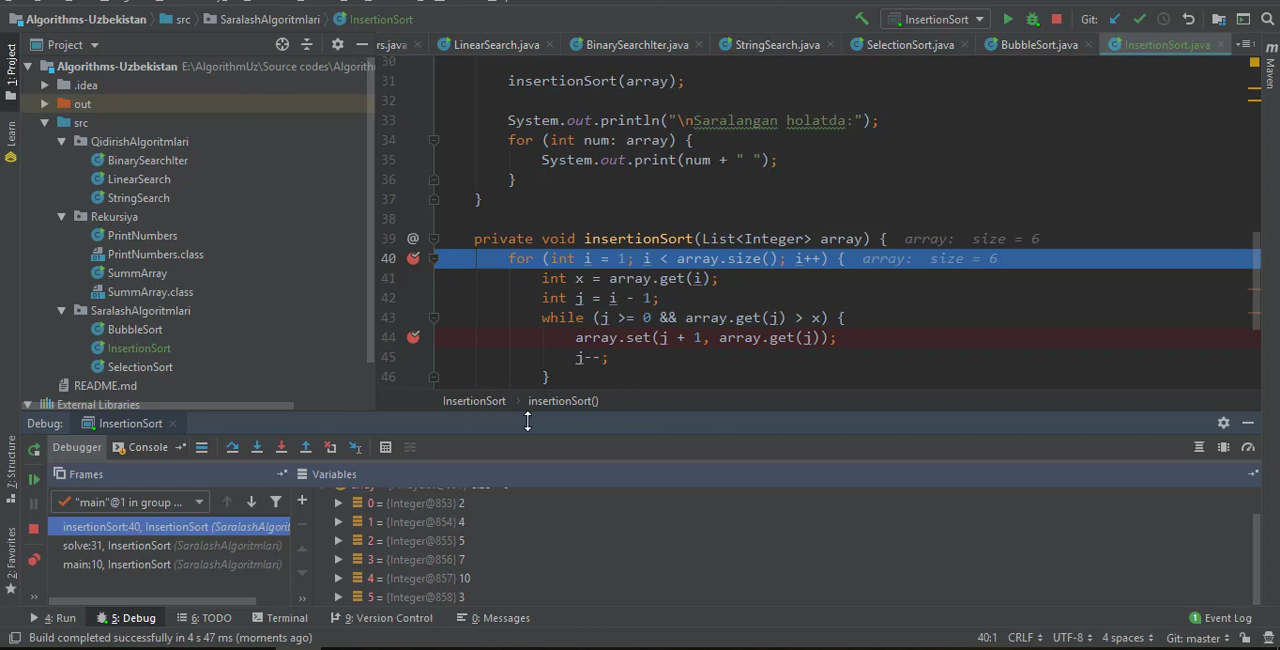 Algorithms-Uzbekistan src SaralashAlgoritmlari InsertionSort InsertionSort Git:
Project rs.java LinearSearch.java BinarySearchIter.java StringSearch.java SelectionSort.java BubbleSort.java InsertionSort.java
1: Project
Learn
Maven
Algorithms-Uzbekistan E:\AlgorithmUz\Source codes\Algorith
.idea
out
src
QidirishAlgoritmlari
BinarySearchIter
LinearSearch
StringSearch
Rekursiya
PrintNumbers
PrintNumbers.class
SummArray
SummArray.class
SaralashAlgoritmlari
BubbleSort
InsertionSort
SelectionSort
README.md
External Libraries
30
31 insertionSort(array);
32
33 System.out.println("\nSaralangan holatda:");
34 for (int num: array) {
35 System.out.print(num + " ");
36 }
37 }
38
39 @ private void insertionSort(List<Integer> array) { array: size = 6
40 for (int i = 1; i < array.size(); i++) { array: size = 6
41 int x = array.get(i);
42 int j = i - 1;
43 while (j >= 0 && array.get(j) > x) {
44 array.set(j + 1, array.get(j));
45 j--;
46 }
InsertionSort insertionSort()
Debug: InsertionSort
Debugger Console
Frames Variables
"main"@1 in group ...
insertionSort:40, InsertionSort (SaralashAlgorit
solve:31, InsertionSort (SaralashAlgoritmlari)
main:10, InsertionSort (SaralashAlgoritmlari)
0 = {Integer@853} 2
1 = {Integer@854} 4
2 = {Integer@855} 5
3 = {Integer@856} 7
4 = {Integer@857} 10
5 = {Integer@858} 3
Z: Structure
2: Favorites
4: Run 5: Debug 6: TODO Terminal 9: Version Control 0: Messages 1 Event Log
Build completed successfully in 4 s 47 ms (moments ago) 40:1 CRLF UTF-8 4 spaces Git: master